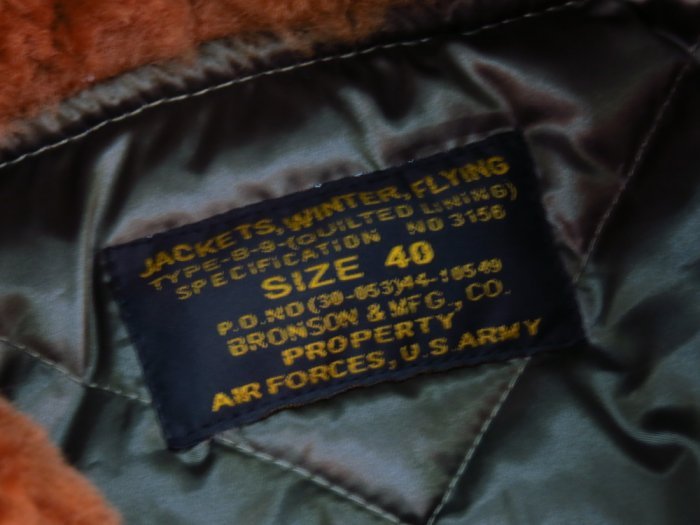 JACKETS, WINTER, FLYING
TYPE-B-9-(QUILTED LINING)
SPECIFICATION NO 3156
SIZE 40
P.O.NO(30-053)44-10549
BRONSON & MFG., CO.
PROPERTY
AIR FORCES, U.S. ARMY